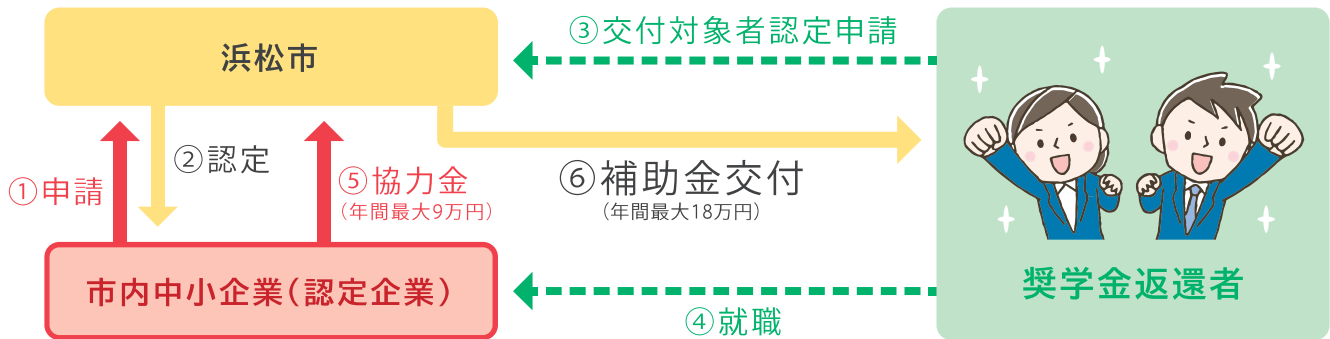 浜松市
③交付対象者認定申請
①申請
②認定
⑤協力金
（年間最大9万円）
⑥補助金交付
（年間最大18万円）
市内中小企業（認定企業）
④就職
奨学金返還者